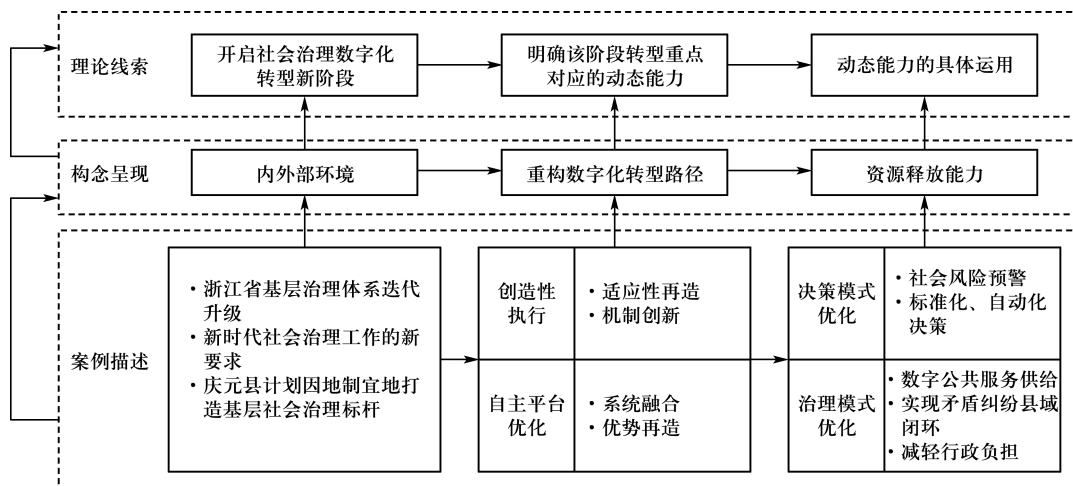 理论线索
开启社会治理数字化
转型新阶段
明确该阶段转型重点
对应的动态能力
动态能力的具体运用
构念呈现
内外部环境
重构数字化转型路径
资源释放能力
案例描述
·浙江省基层治理体系迭代
升级
·新时代社会治理工作的新
要求
·庆元县计划因地制宜地打
造基层社会治理标杆
创造性
执行
·适应性再造
·机制创新
自主平台
优化
·系统融合
·优势再造
决策模式
优化
·社会风险预警
·标准化、自动化
决策
治理模式
优化
·数字公共服务供给
·实现矛盾纠纷县域
闭环
·减轻行政负担